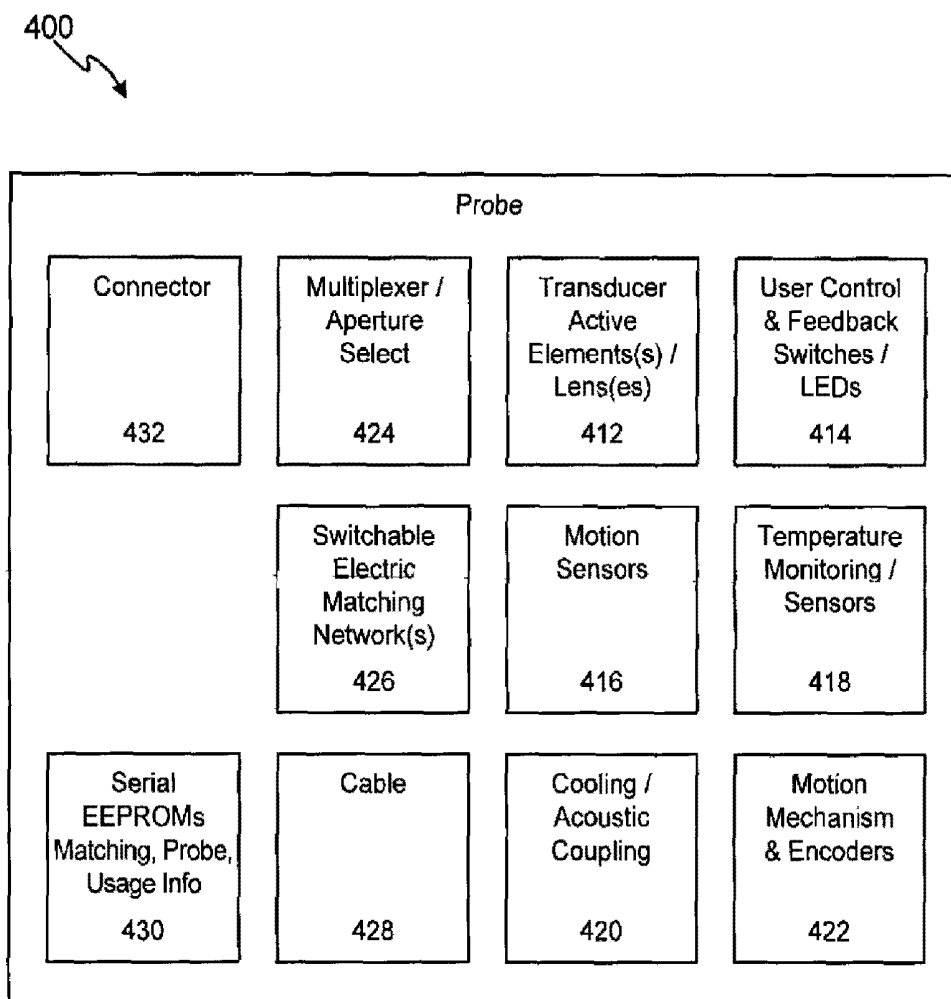 400
Probe
Connector
432
Multiplexer /
Aperture
Select
424
Transducer
Active
Elements(s) /
Lens(es)
412
User Control
& Feedback
Switches /
LEDs
414
Switchable
Electric
Matching
Network(s)
426
Motion
Sensors
416
Temperature
Monitoring /
Sensors
418
Serial
EEPROMs
Matching, Probe,
Usage Info
430
Cable
428
Cooling /
Acoustic
Coupling
420
Motion
Mechanism
& Encoders
422